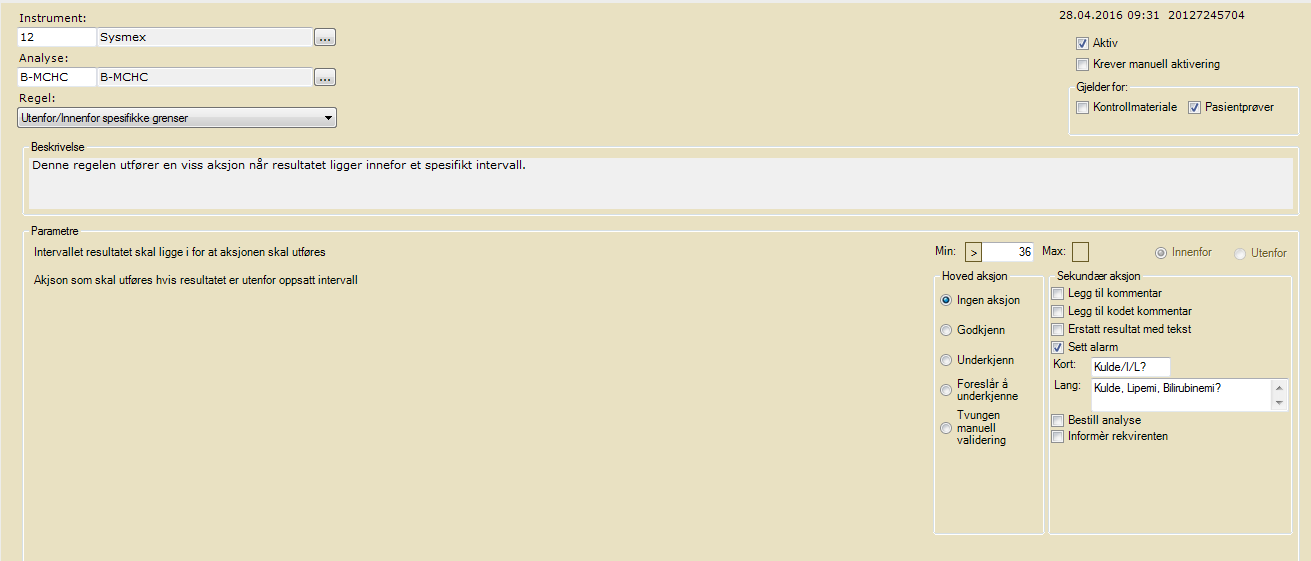 Instrument:
28.04.2016 09:31 20127245704
12 Sysmex ...
Aktiv
Analyse:
Krever manuell aktivering
B-MCHC B-MCHC ...
Gjelder for:
Regel:
Kontrollmateriale Pasientprøver
Utenfor/Innenfor spesifikke grenser
Beskrivelse
Denne regelen utfører en viss aksjon når resultatet ligger innefor et spesifikt intervall.
Parametre
Intervallet resultatet skal ligge i for at aksjonen skal utføres
Min: > 36 Max: Innenfor Utenfor
Akjson som skal utføres hvis resultatet er utenfor oppsatt intervall
Hoved aksjon
Ingen aksjon
Godkjenn
Underkjenn
Foreslår å
underkjenne
Tvungen
manuell
validering
Sekundær aksjon
Legg til kommentar
Legg til kodet kommentar
Erstatt resultat med tekst
Sett alarm
Kort: Kulde/I/L?
Lang: Kulde, Lipemi, Bilirubinemi?
Bestill analyse
Informèr rekvirenten